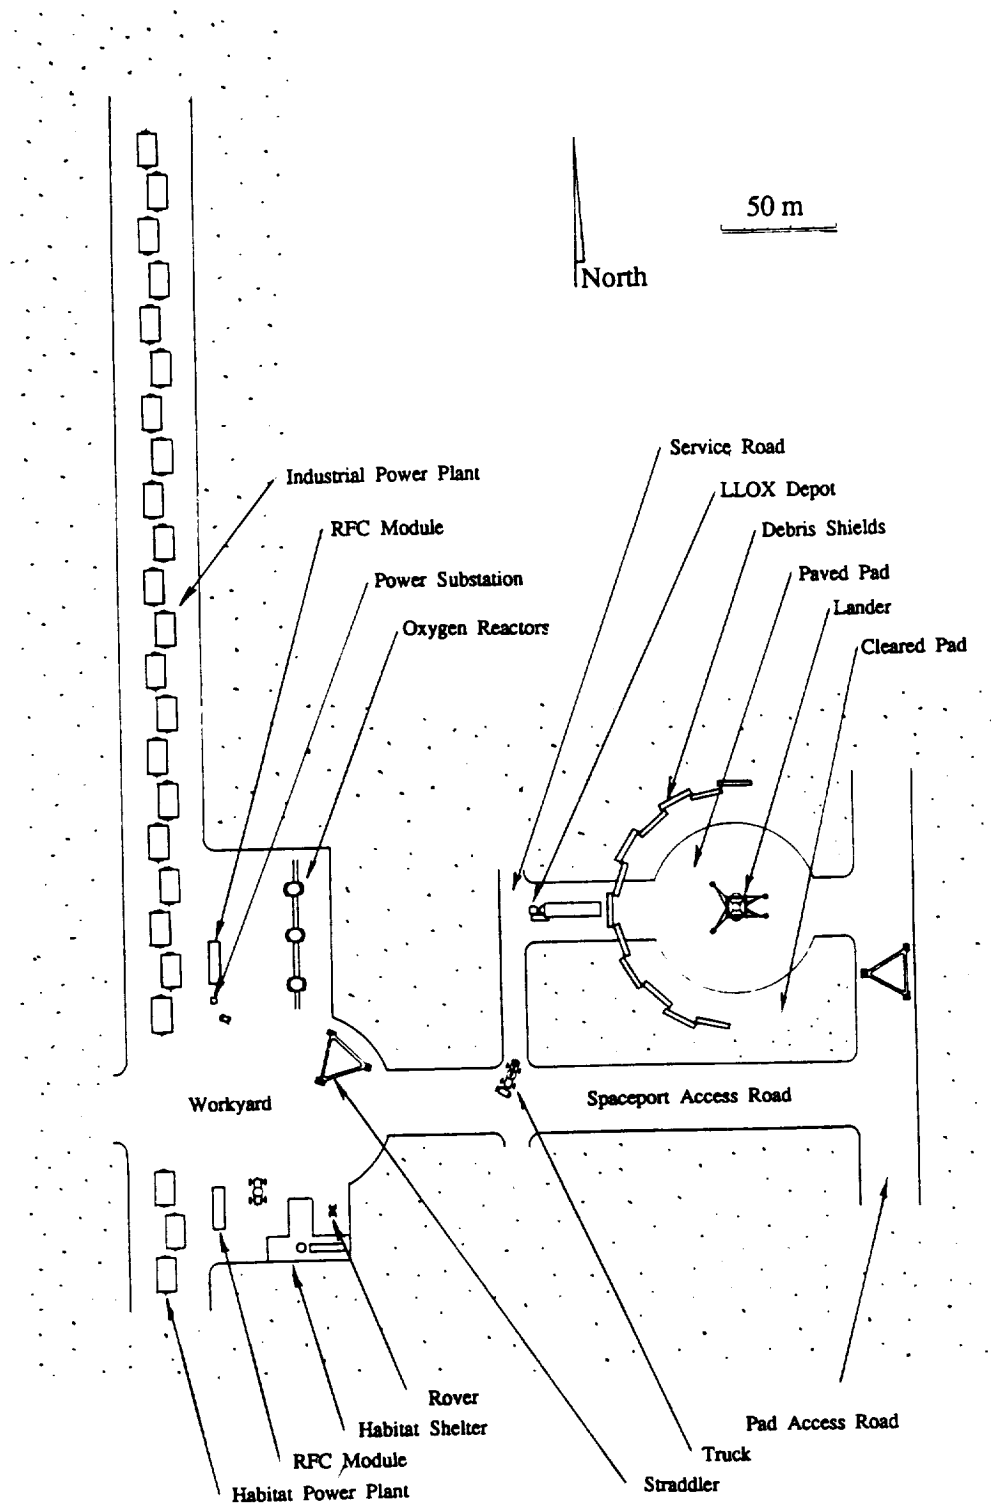 50 m
North
Service Road
LLOX Depot
Industrial Power Plant
RFC Module
Debris Shields
Power Substation
Paved Pad
Lander
Oxygen Reactors
Cleared Pad
Workyard
Spaceport Access Road
Rover
Habitat Shelter
Pad Access Road
RFC Module
Truck
Straddler
Habitat Power Plant